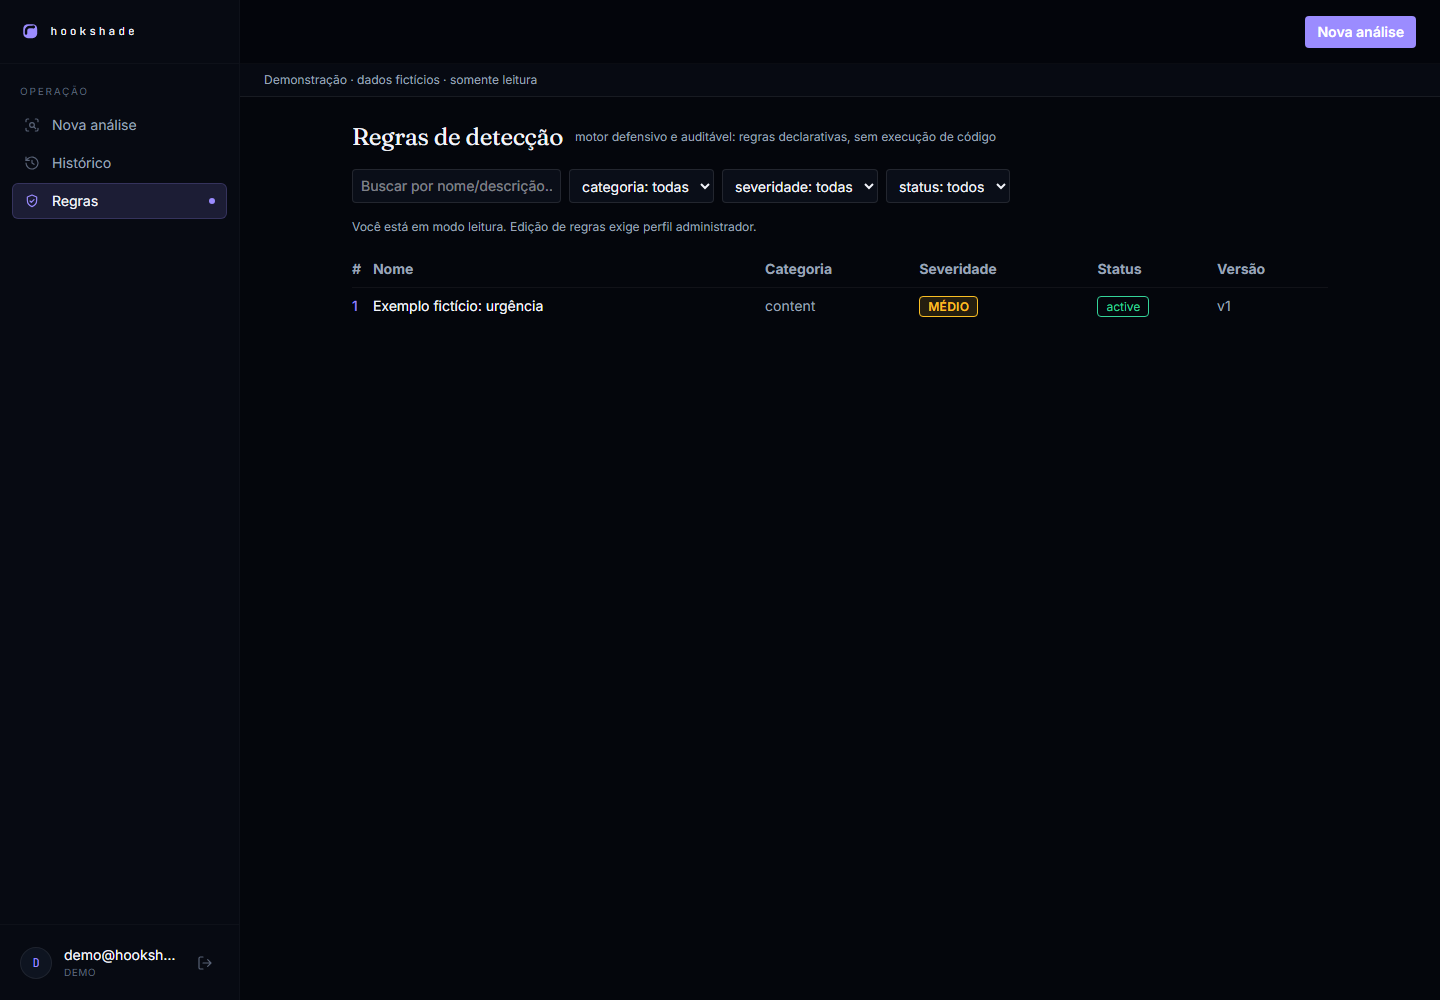 hookshade
Nova análise
Demonstração · dados fictícios · somente leitura
OPERAÇÃO
Nova análise
Histórico
Regras
Regras de detecção motor defensivo e auditável: regras declarativas, sem execução de código
Buscar por nome/descrição.. categoria: todas severidade: todas status: todos
Você está em modo leitura. Edição de regras exige perfil administrador.
# Nome Categoria Severidade Status Versão
1 Exemplo fictício: urgência content MÉDIO active v1
D
demo@hooksh...
DEMO